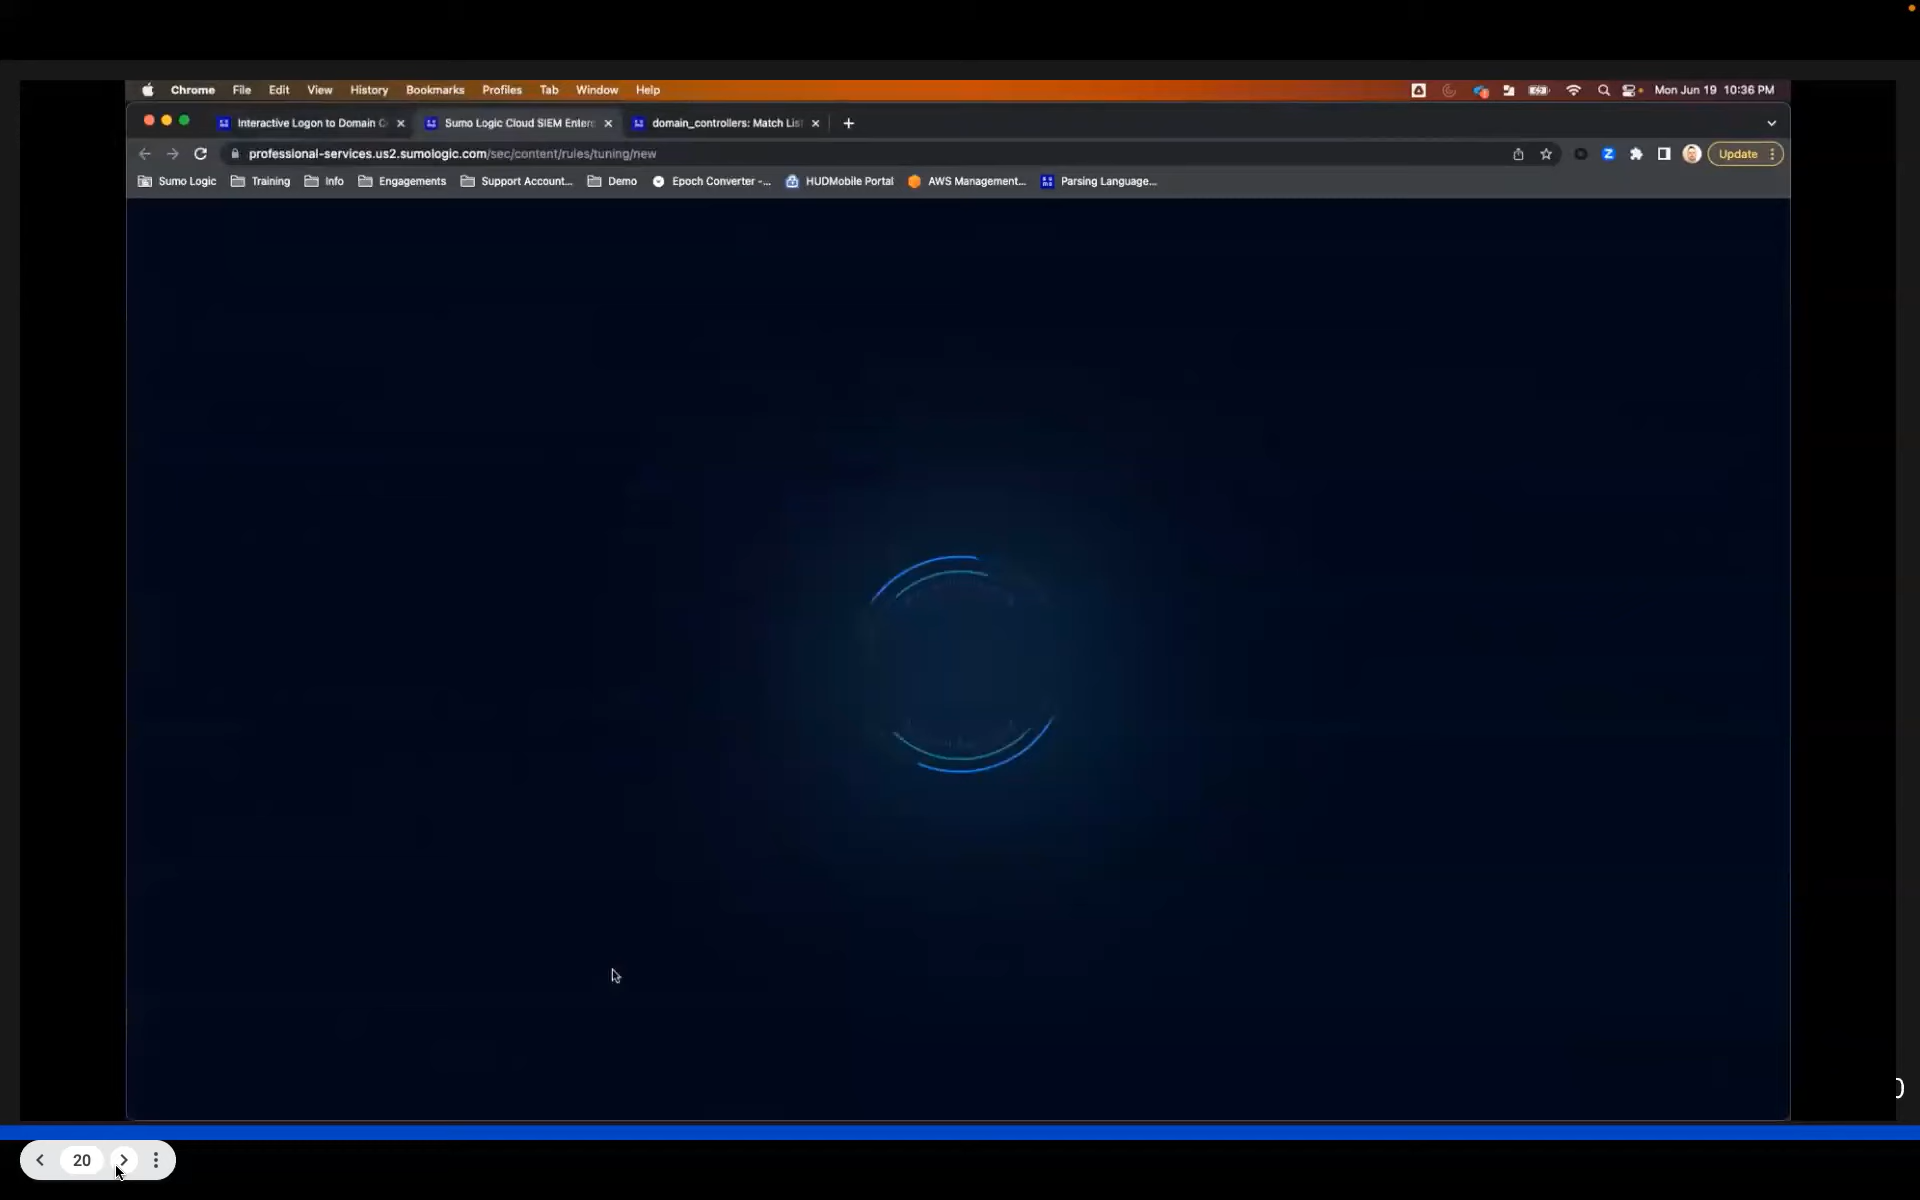 Chrome File Edit View History Bookmarks Profiles Tab Window Help Mon Jun 19 10:36 PM
Interactive Logon to Domain C Sumo Logic Cloud SIEM Enter domain_controllers: Match List
professional-services.us2.sumologic.com/sec/content/rules/tuning/new Update
Sumo Logic Training Info Engagements Support Account... Demo Epoch Converter -... HUDMobile Portal AWS Management... Parsing Language...
20